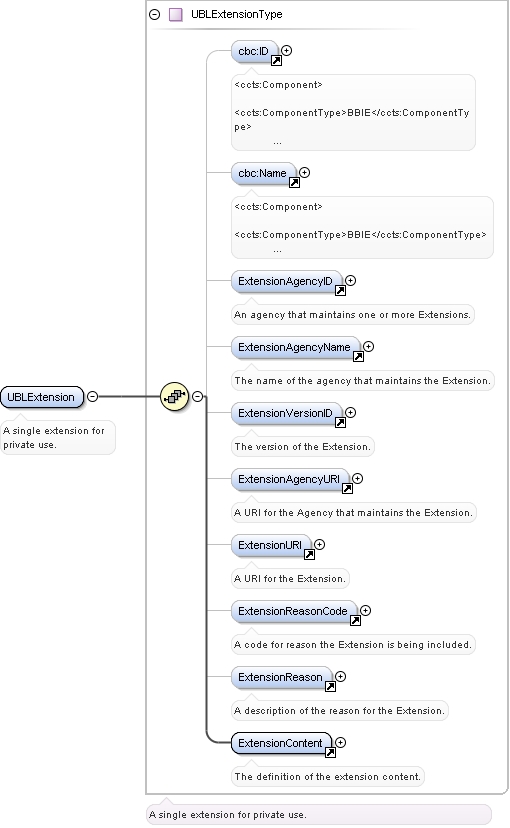 UBLExtensionType
cbc:ID
<ccts:Component>
<ccts:ComponentType>BBIE</ccts:ComponentTy
pe>
...
cbc:Name
<ccts:Component>
<ccts:ComponentType>BBIE</ccts:ComponentType>
...
ExtensionAgencyID
An agency that maintains one or more Extensions.
ExtensionAgencyName
The name of the agency that maintains the Extension.
UBLExtension
A single extension for
private use.
ExtensionVersionID
The version of the Extension.
ExtensionAgencyURI
A URI for the Agency that maintains the Extension.
ExtensionURI
A URI for the Extension.
ExtensionReasonCode
A code for reason the Extension is being included.
ExtensionReason
A description of the reason for the Extension.
ExtensionContent
The definition of the extension content.
A single extension for private use.